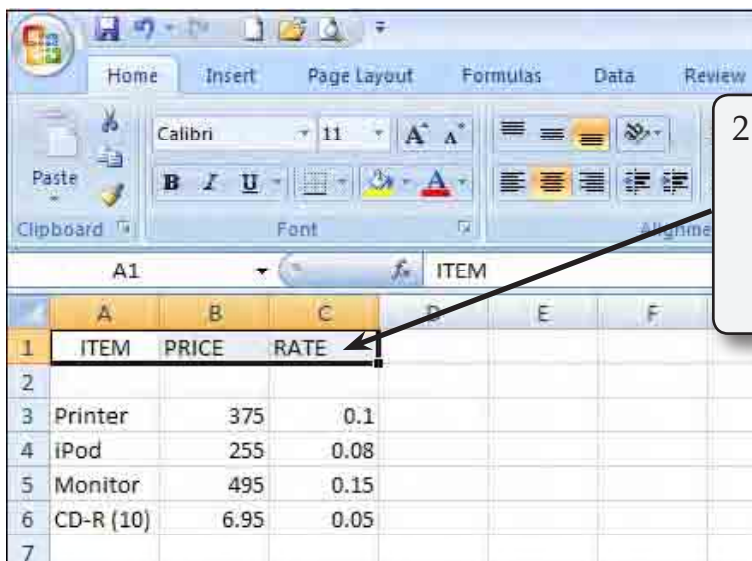 Home Insert Page Layout Formulas Data Review
Calibri 11 A A
Paste
B I U A
Clipboard Font
2
A1 fx ITEM
A B C D E F
1 ITEM PRICE RATE
2
3 Printer 375 0.1
4 iPod 255 0.08
5 Monitor 495 0.15
6 CD-R (10) 6.95 0.05
7